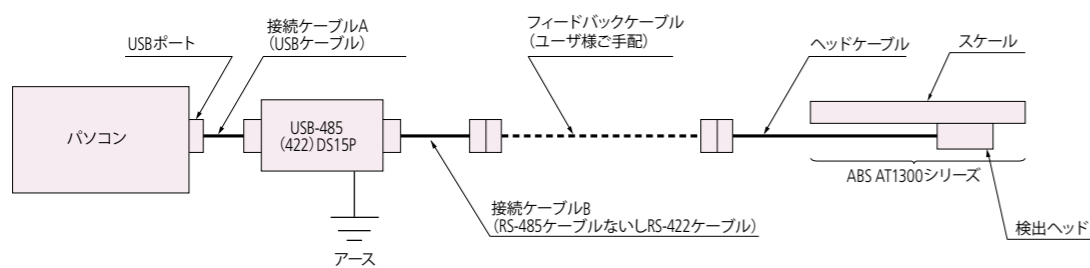 USBポート
接続ケーブルA
（USBケーブル）
フィードバックケーブル
（ユーザ様ご手配）
ヘッドケーブル
スケール
パソコン
USB-485
（422）DS15P
ABS AT1300シリーズ
接続ケーブルB
（RS-485ケーブルないしRS-422ケーブル）
検出ヘッド
アース